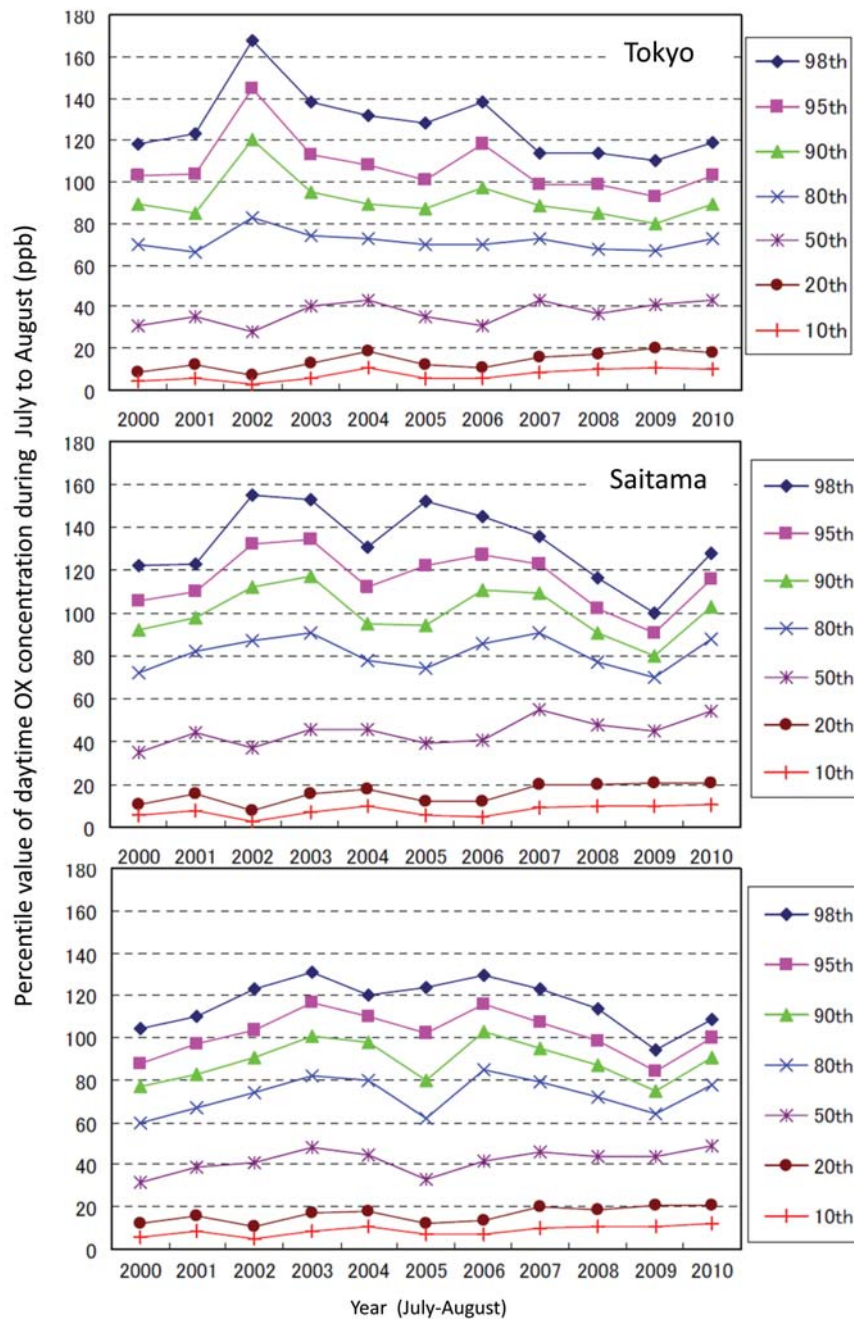 Percentile value of daytime OX concentration during July to August (ppb)
Tokyo
180
160
140
120
100
80
60
40
20
0
2000 2001 2002 2003 2004 2005 2006 2007 2008 2009 2010
98th
95th
90th
80th
50th
20th
10th
Saitama
180
160
140
120
100
80
60
40
20
0
2000 2001 2002 2003 2004 2005 2006 2007 2008 2009 2010
98th
95th
90th
80th
50th
20th
10th
180
160
140
120
100
80
60
40
20
0
2000 2001 2002 2003 2004 2005 2006 2007 2008 2009 2010
98th
95th
90th
80th
50th
20th
10th
Year (July-August)